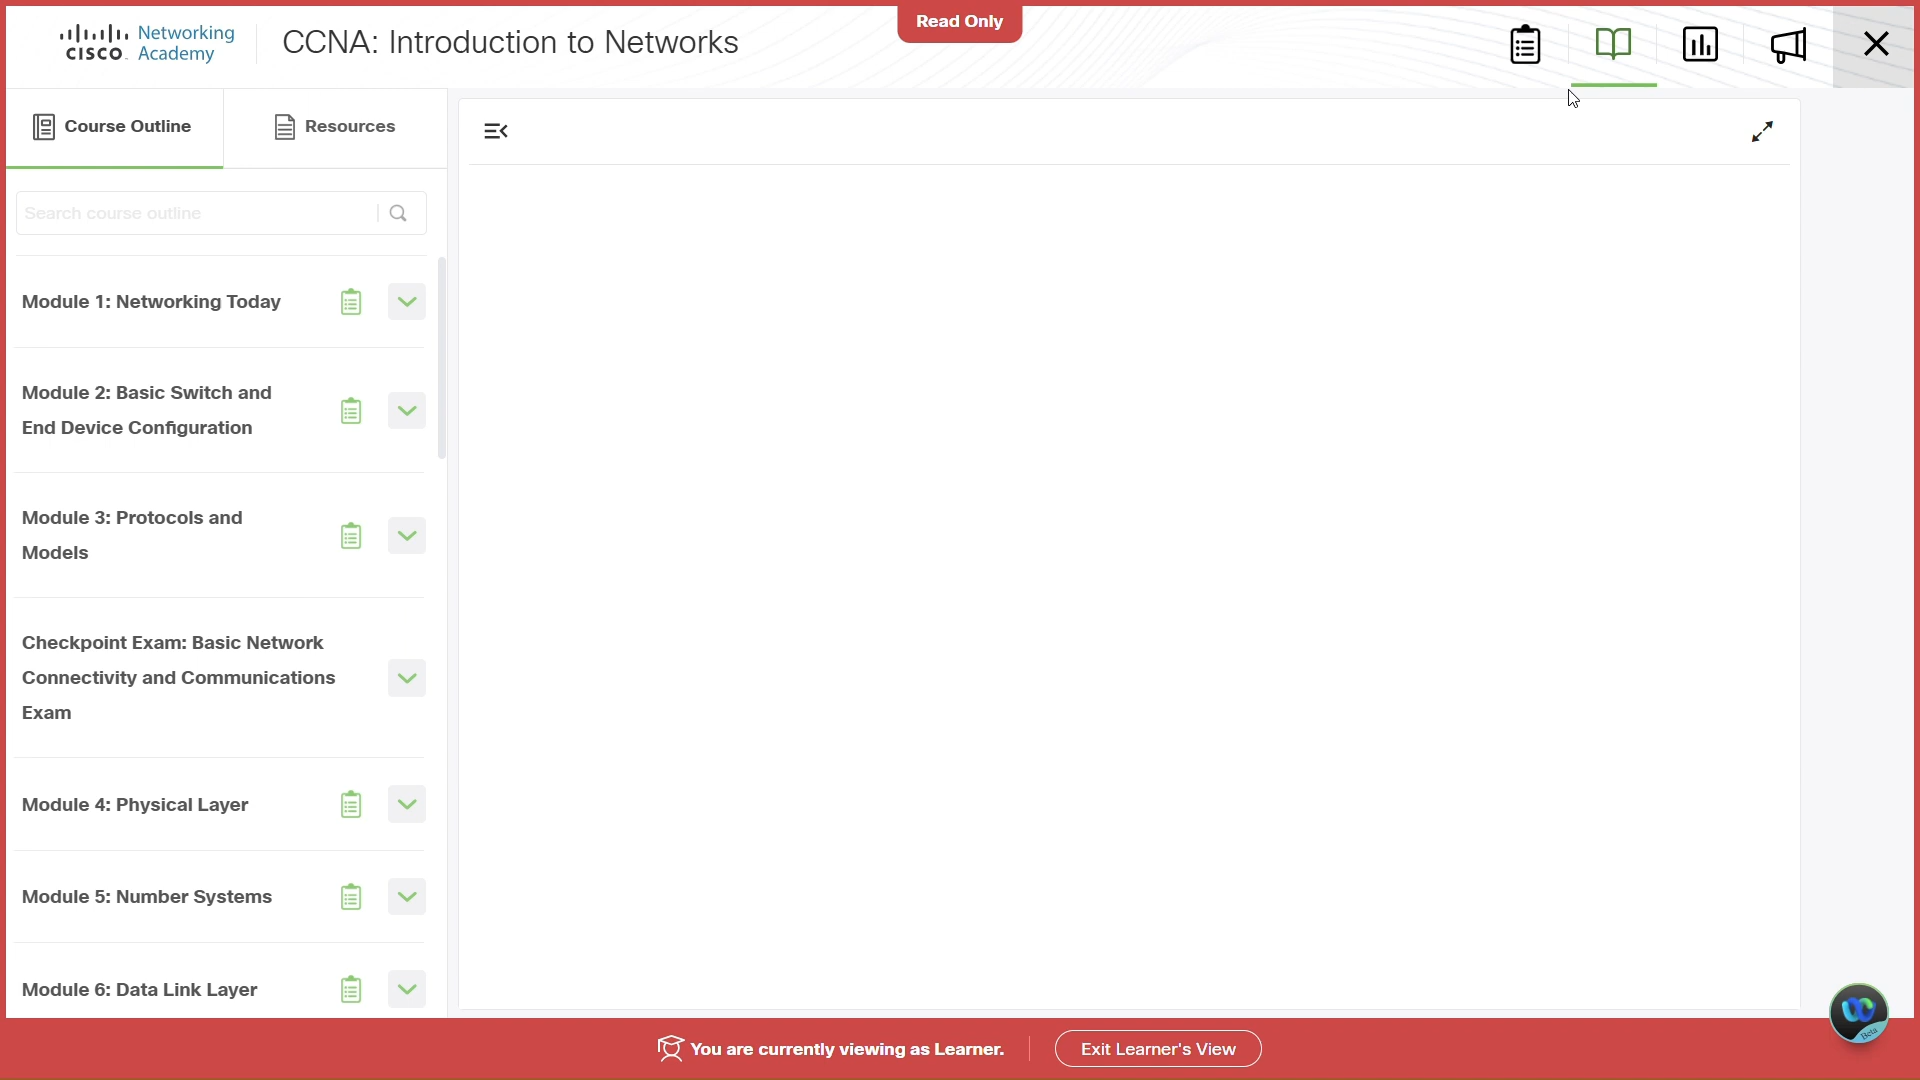 Read Only
CISCO Networking Academy
CCNA: Introduction to Networks
Course Outline
Resources
Search course outline
Module 1: Networking Today
Module 2: Basic Switch and
End Device Configuration
Module 3: Protocols and
Models
Checkpoint Exam: Basic Network
Connectivity and Communications
Exam
Module 4: Physical Layer
Module 5: Number Systems
Module 6: Data Link Layer
Beta
You are currently viewing as Learner.
Exit Learner's View